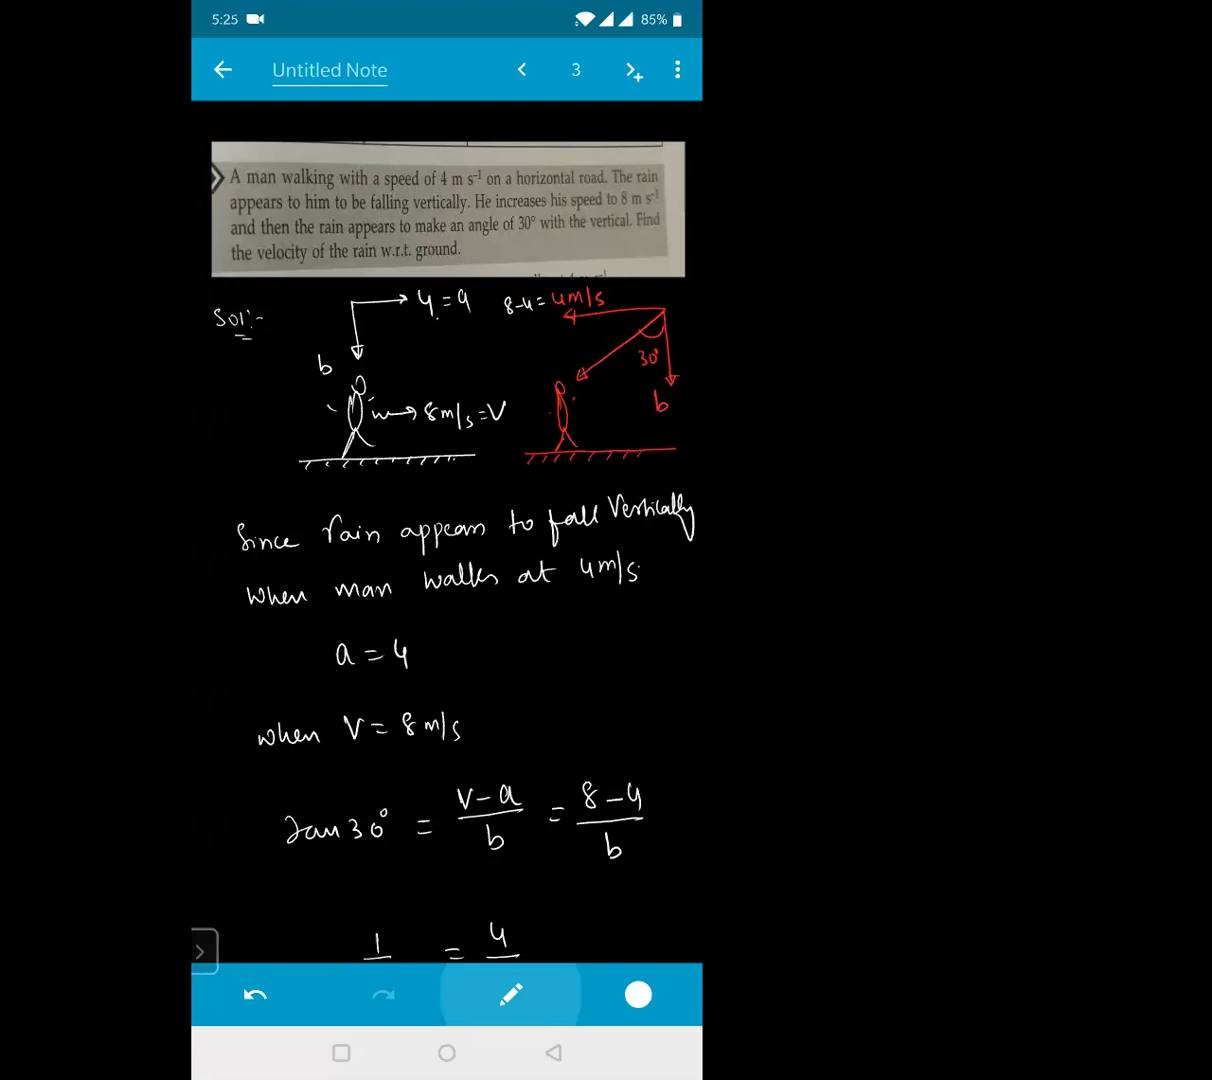 5:25
85%
Untitled Note
3
A man walking with a speed of 4 m s⁻¹ on a horizontal road. The rain
appears to him to be falling vertically. He increases his speed to 8 m s⁻¹
and then the rain appears to make an angle of 30° with the vertical. Find
the velocity of the rain w.r.t. ground.
Sol:-
4 = a
8-4 = 4m/s
b
30°
8m/s = V
b
Since rain appears to fall Vertically
When man walks at 4m/s.
a = 4
when V = 8 m/s
Tan 30° = V-a/b = 8-4/b
1 = 4